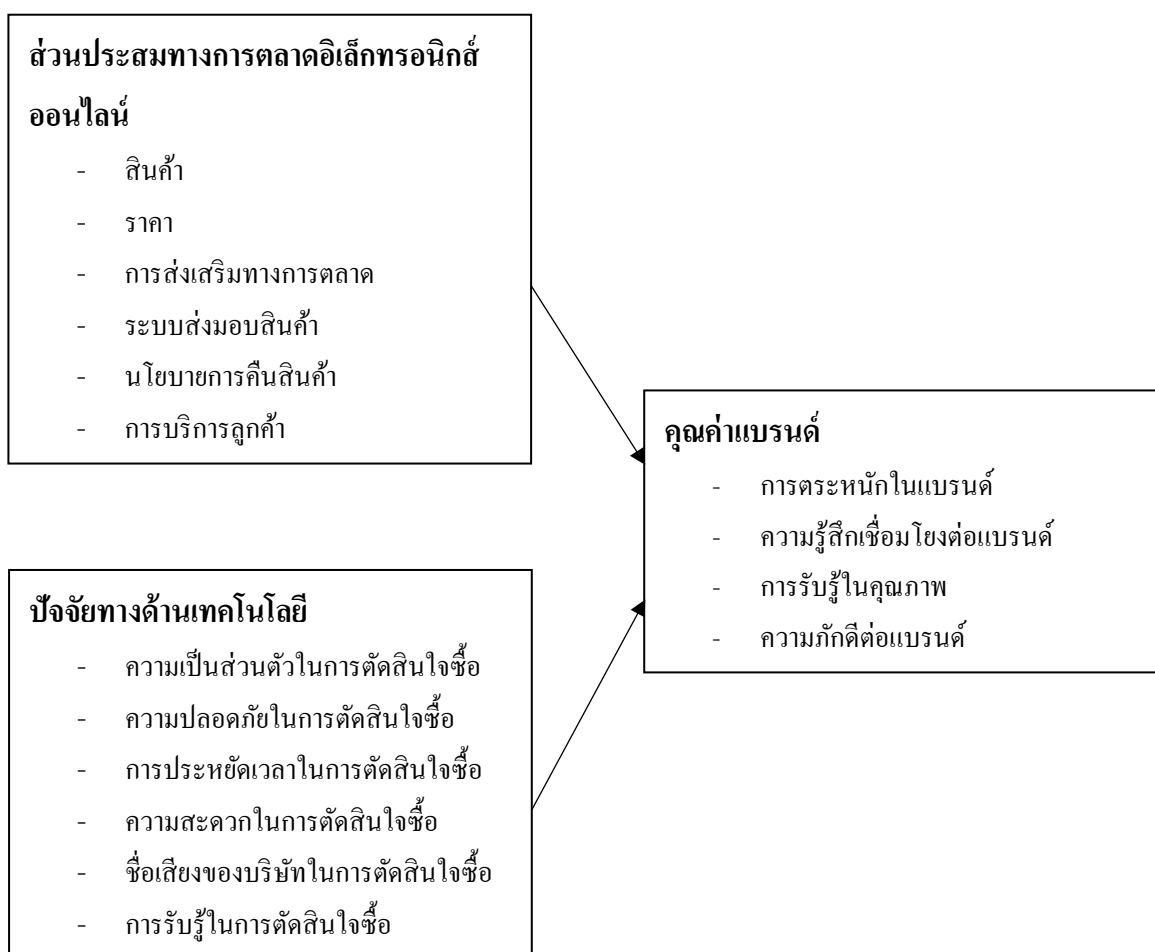 ส่วนประสมทางการตลาดอิเล็กทรอนิกส์
ออนไลน์
- สินค้า
- ราคา
- การส่งเสริมทางการตลาด
- ระบบส่งมอบสินค้า
- นโยบายการคืนสินค้า
- การบริการลูกค้า
คุณค่าแบรนด์
- การตระหนักในแบรนด์
- ความรู้สึกเชื่อมโยงต่อแบรนด์
- การรับรู้ในคุณภาพ
- ความภักดีต่อแบรนด์
ปัจจัยทางด้านเทคโนโลยี
- ความเป็นส่วนตัวในการตัดสินใจซื้อ
- ความปลอดภัยในการตัดสินใจซื้อ
- การประหยัดเวลาในการตัดสินใจซื้อ
- ความสะดวกในการตัดสินใจซื้อ
- ชื่อเสียงของบริษัทในการตัดสินใจซื้อ
- การรับรู้ในการตัดสินใจซื้อ